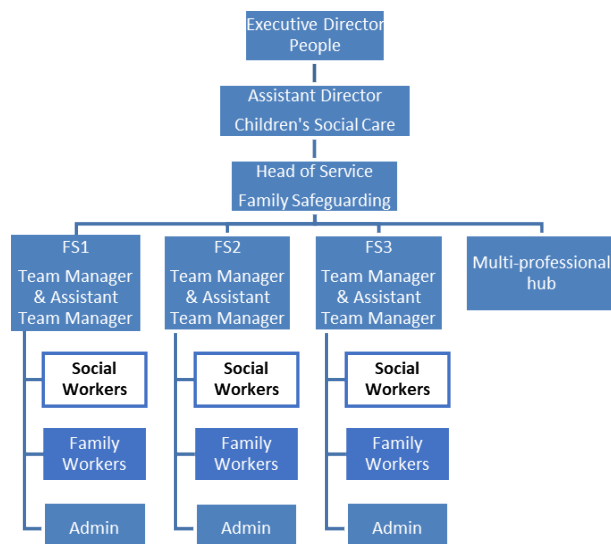 Executive Director
People
Assistant Director
Children's Social Care
Head of Service
Family Safeguarding
FS1
Team Manager
& Assistant
Team Manager
FS2
Team Manager
& Assistant
Team Manager
FS3
Team Manager
& Assistant
Team Manager
Multi-professional
hub
Social
Workers
Social
Workers
Social
Workers
Family
Workers
Family
Workers
Family
Workers
Admin
Admin
Admin